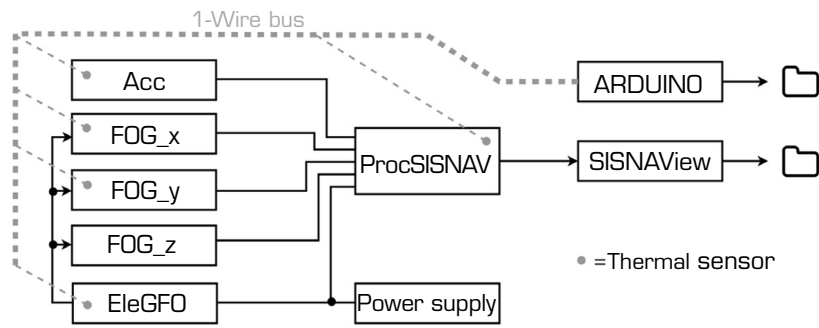 1-Wire bus
Acc
ARDUINO
FOG_x
ProcSISNAV
SISNAView
FOG_y
FOG_z
=Thermal sensor
EleGFO
Power supply